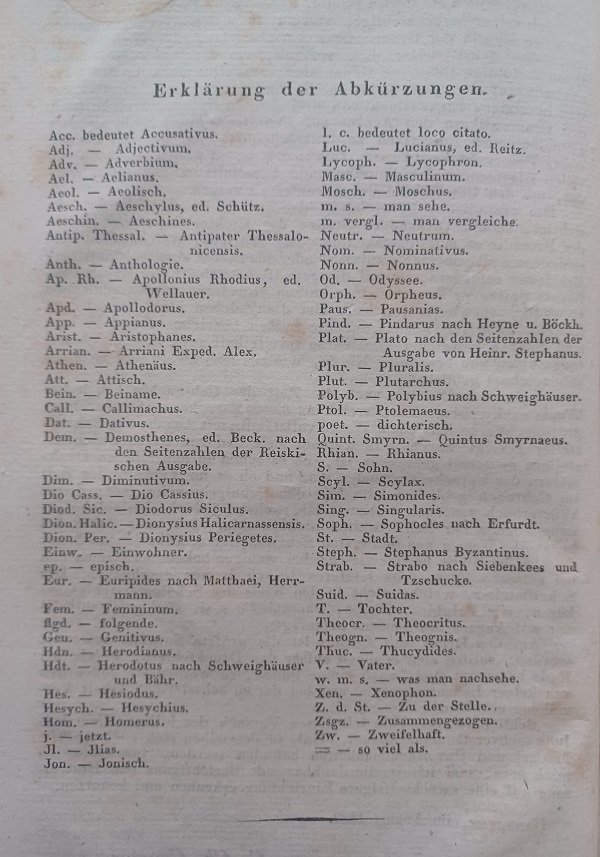 Erklärung der Abkürzungen.
Acc. bedeutet Accusativus.
Adj. — Adjectivum.
Adv. — Adverbium.
Ael. — Aelianus.
Aeol. — Aeolisch.
Aesch. — Aeschylus, ed. Schütz.
Aeschin. — Aeschines.
Antip. Thessal. — Antipater Thessalo-
nicensis.
Anth. — Anthologie.
Ap. Rh. — Apollonius Rhodius, ed.
Wellauer.
Apd. — Apollodorus.
App. — Appianus.
Arist. — Aristophanes.
Arrian. — Arriani Exped. Alex.
Athen. — Athenäus.
Att. — Attisch.
Bein. — Beiname.
Call. — Callimachus.
Dat. — Dativus.
Dem. — Demosthenes, ed. Beck. nach
den Seitenzahlen der Reiski-
schen Ausgabe.
Dim. — Diminutivum.
Dio Cass. — Dio Cassius.
Diod. Sic. — Diodorus Siculus.
Dion. Halic. — Dionysius Halicarnassensis.
Dion. Per. — Dionysius Periegetes.
Einw. — Einwohner.
ep. — episch.
Eur. — Euripides nach Matthaei, Herr-
mann.
Fem. — Femininum.
flgd. — folgende.
Gen. — Genitivus.
Hdn. — Herodianus.
Hdt. — Herodotus nach Schweighäuser
und Bähr.
Hes. — Hesiodus.
Hesych. — Hesychius.
Hom. — Homerus.
j. — jetzt.
Jl. — Jlias.
Jon. — Jonisch.
l. c. bedeutet loco citato.
Luc. — Lucianus, ed. Reitz.
Lycoph. — Lycophron.
Masc. — Masculinum.
Mosch. — Moschus.
m. s. — man sehe.
m. vergl. — man vergleiche.
Neutr. — Neutrum.
Nom. — Nominativus.
Nonn. — Nonnus.
Od. — Odyssee.
Orph. — Orpheus.
Paus. — Pausanias.
Pind. — Pindarus nach Heyne u. Böckh.
Plat. — Plato nach den Seitenzahlen der
Ausgabe von Heinr. Stephanus.
Plur. — Pluralis.
Plut. — Plutarchus.
Polyb. — Polybius nach Schweighäuser.
Ptol. — Ptolemaeus.
poet. — dichterisch.
Quint. Smyrn. — Quintus Smyrnaeus.
Rhian. — Rhianus.
S. — Sohn.
Scyl. — Scylax.
Sim. — Simonides.
Sing. — Singularis.
Soph. — Sophocles nach Erfurdt.
St. — Stadt.
Steph. — Stephanus Byzantinus.
Strab. — Strabo nach Siebenkees und
Tzschucke.
Suid. — Suidas.
T. — Tochter.
Theocr. — Theocritus.
Theogn. — Theognis.
Thuc. — Thucydides.
V. — Vater.
w. m. s. — was man nachsehe.
Xen. — Xenophon.
Z. d. St. — Zu der Stelle.
Zsgz. — Zusammengezogen.
Zw. — Zweifelhaft.
= — so viel als.